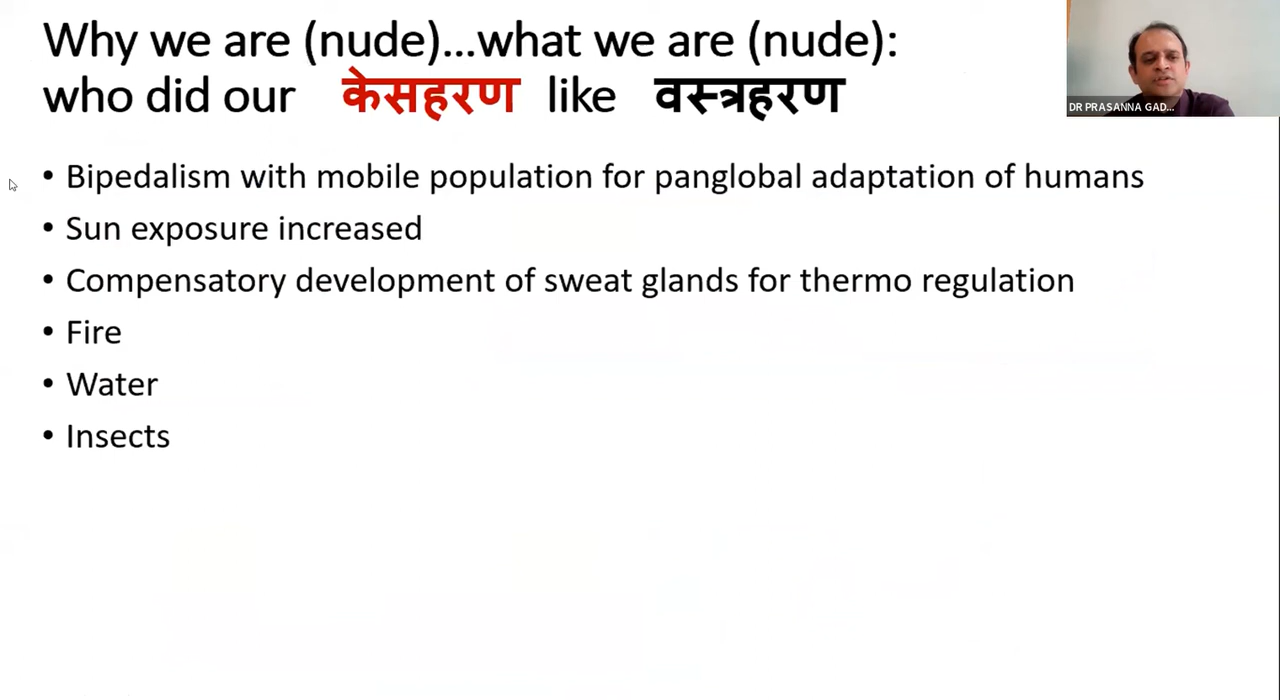 Why we are (nude)...what we are (nude):
who did our केसहरण like वस्त्रहरण
DR PRASANNA GAD...
• Bipedalism with mobile population for panglobal adaptation of humans
• Sun exposure increased
• Compensatory development of sweat glands for thermo regulation
• Fire
• Water
• Insects